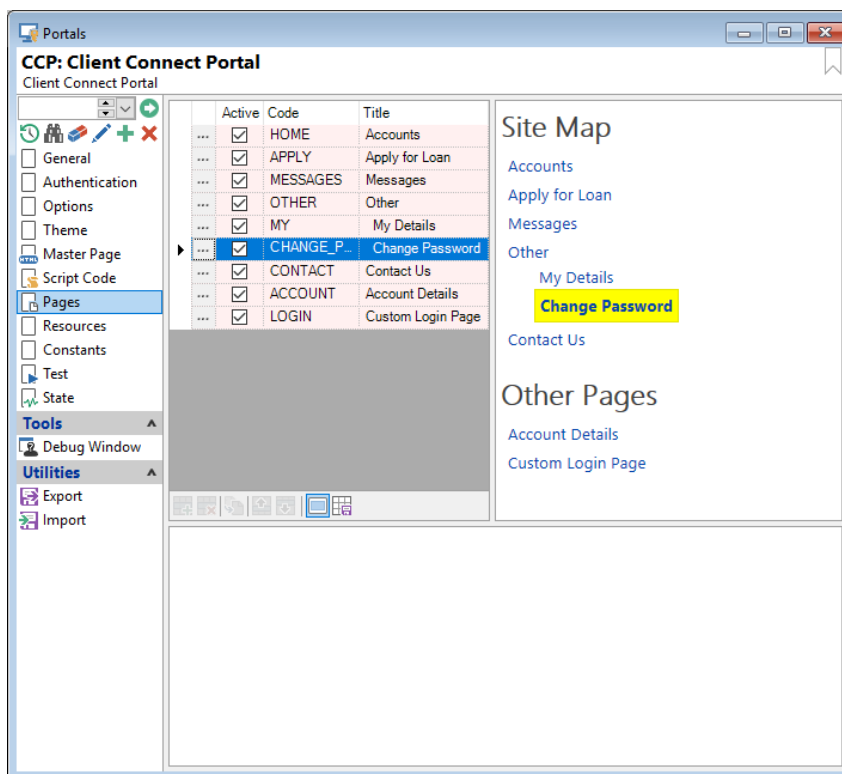 Portals
CCP: Client Connect Portal
Client Connect Portal
General
Authentication
Options
Theme
Master Page
Script Code
Pages
Resources
Constants
Test
State
Tools
Debug Window
Utilities
Export
Import
Active Code Title
... HOME Accounts
... APPLY Apply for Loan
... MESSAGES Messages
... OTHER Other
... MY My Details
... CHANGE_P... Change Password
... CONTACT Contact Us
... ACCOUNT Account Details
... LOGIN Custom Login Page
Site Map
Accounts
Apply for Loan
Messages
Other
My Details
Change Password
Contact Us
Other Pages
Account Details
Custom Login Page